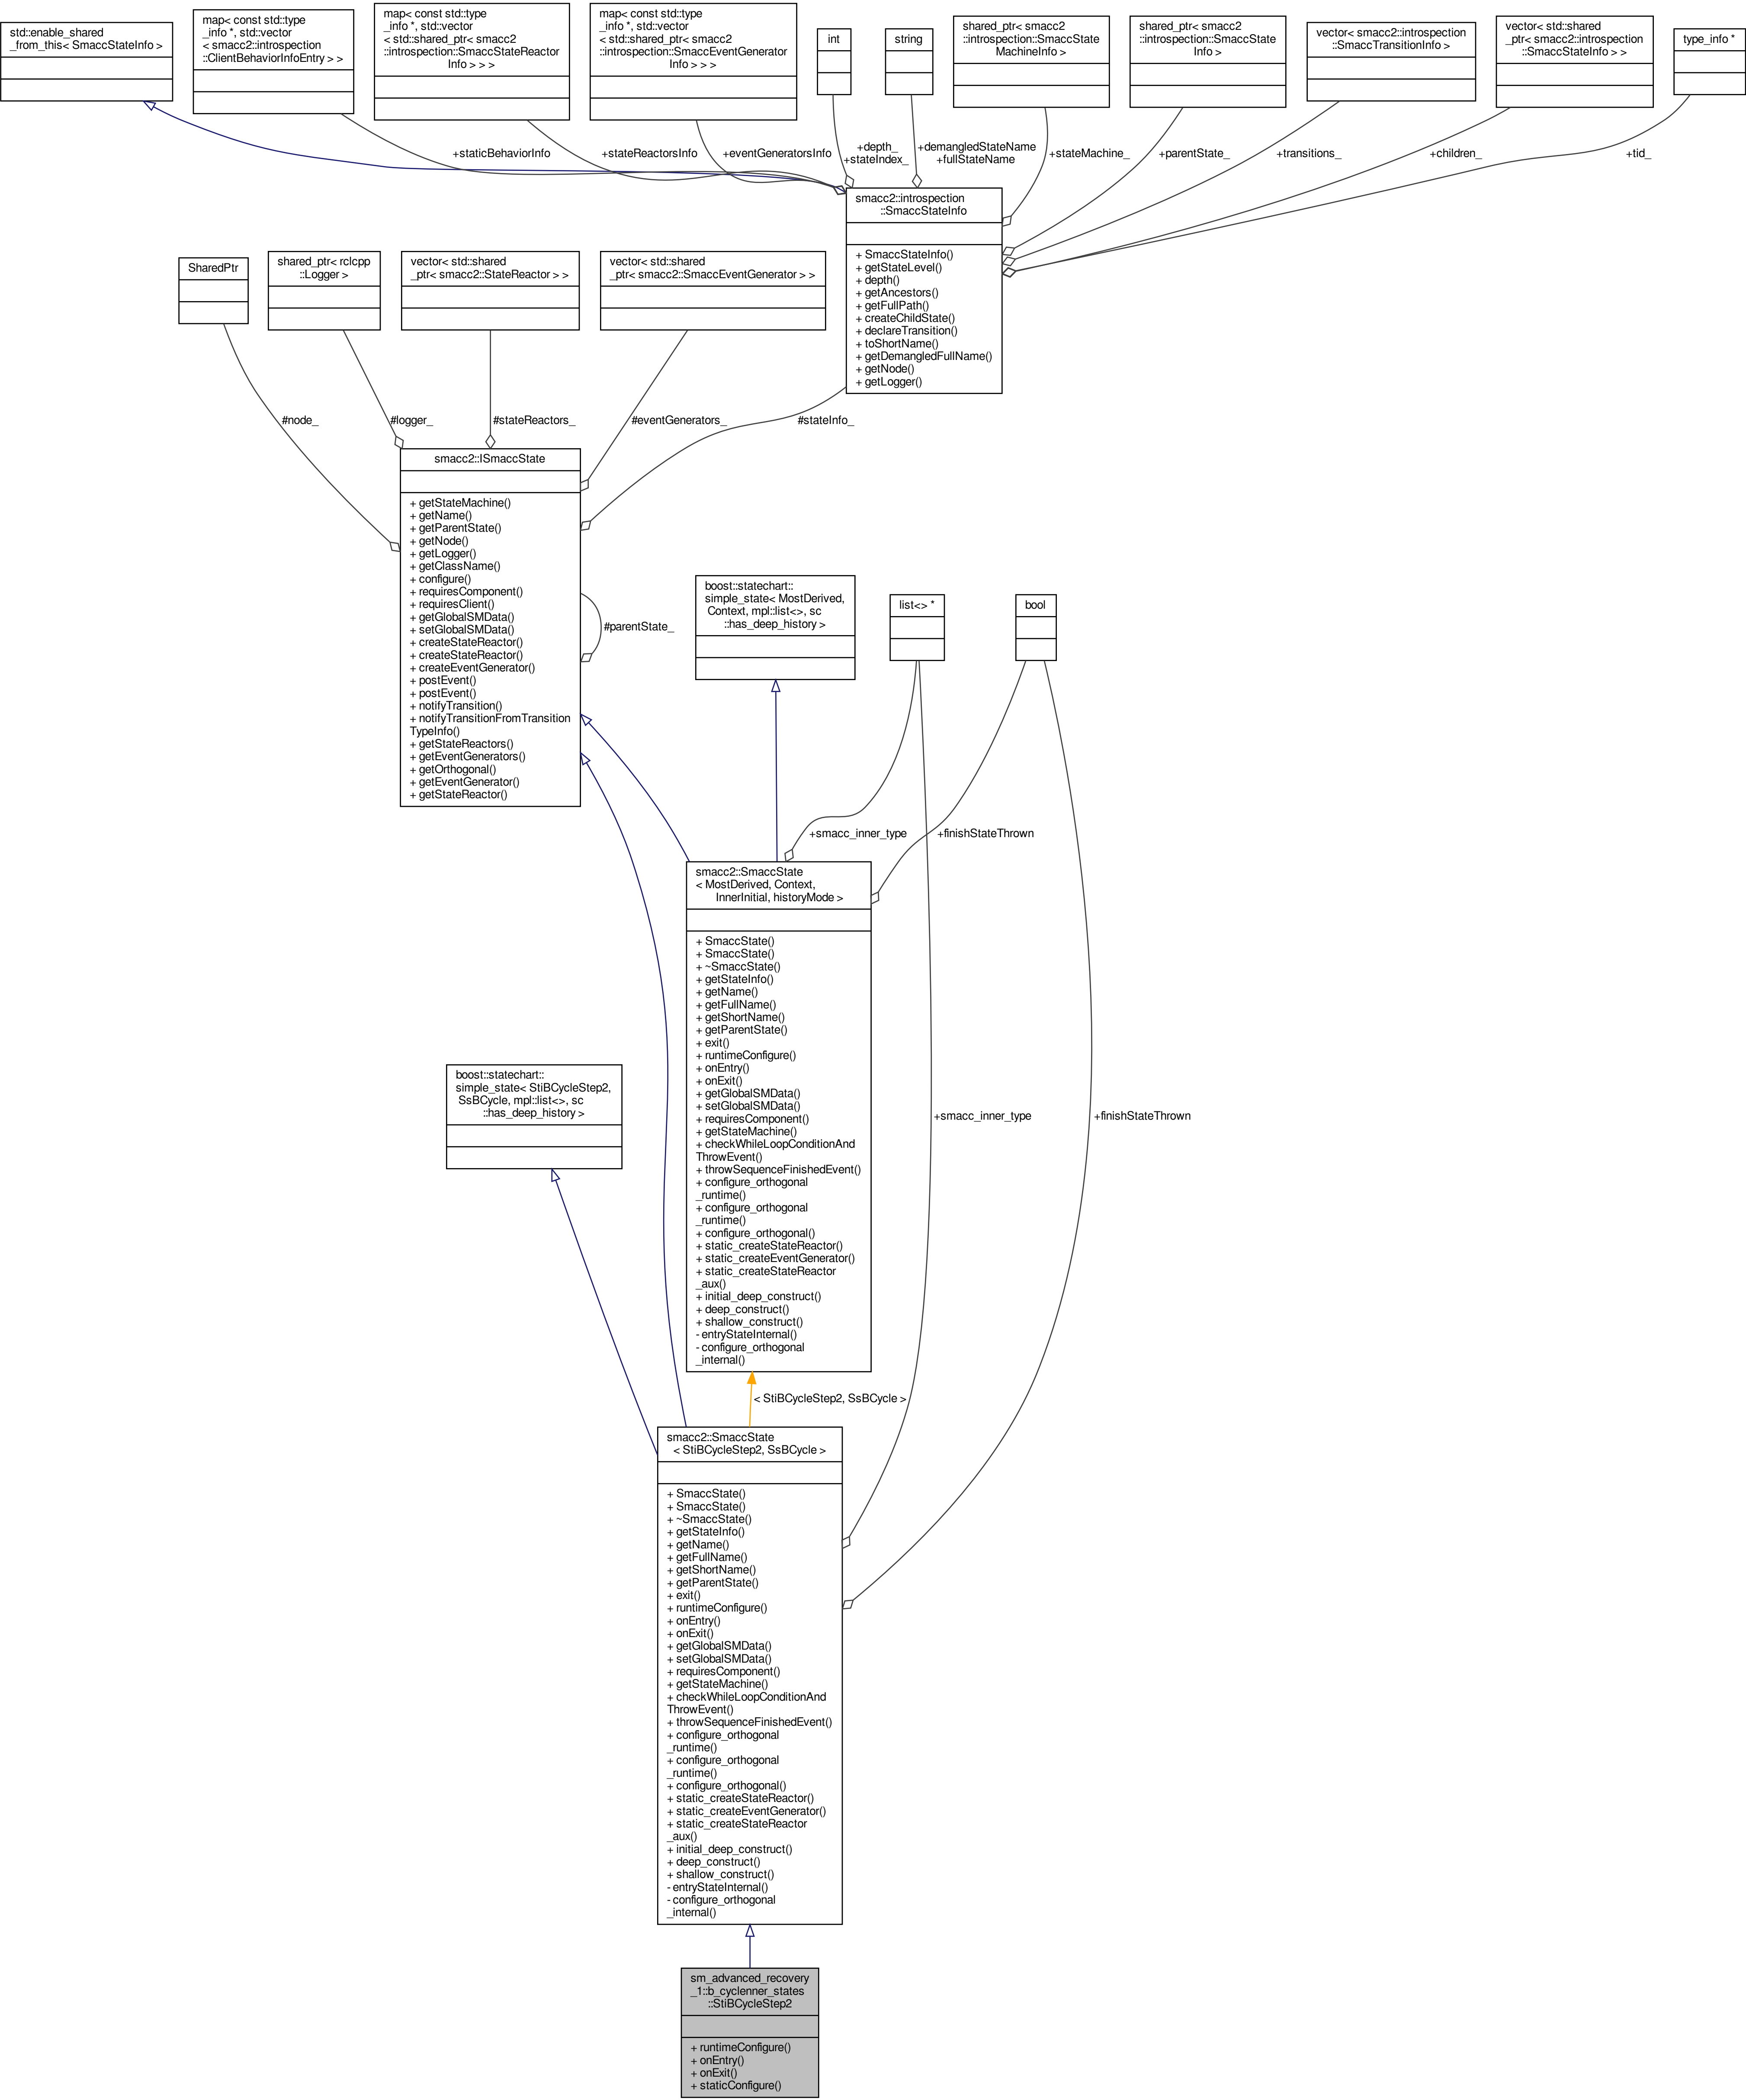 std::enable_shared
_from_this< SmaccStateInfo >
map< const std::type
_info *, std::vector
< smacc2::introspection
::ClientBehaviorInfoEntry > >
map< const std::type
_info *, std::vector
< std::shared_ptr< smacc2
::introspection::SmaccStateReactor
Info > > >
map< const std::type
_info *, std::vector
< std::shared_ptr< smacc2
::introspection::SmaccEventGenerator
Info > > >
int
string
shared_ptr< smacc2
::introspection::SmaccState
MachineInfo >
shared_ptr< smacc2
::introspection::SmaccState
Info >
vector< smacc2::introspection
::SmaccTransitionInfo >
vector< std::shared
_ptr< smacc2::introspection
::SmaccStateInfo > >
type_info *
+staticBehaviorInfo
+stateReactorsInfo
+eventGeneratorsInfo
+depth_
+stateIndex_
+demangledStateName
+fullStateName
+stateMachine_
+parentState_
+transitions_
+children_
+tid_
smacc2::introspection
::SmaccStateInfo
+ SmaccStateInfo()
+ getStateLevel()
+ depth()
+ getAncestors()
+ getFullPath()
+ createChildState()
+ declareTransition()
+ toShortName()
+ getDemangledFullName()
+ getNode()
+ getLogger()
SharedPtr
shared_ptr< rclcpp
::Logger >
vector< std::shared
_ptr< smacc2::StateReactor > >
vector< std::shared
_ptr< smacc2::SmaccEventGenerator > >
#node_
#logger_
#stateReactors_
#eventGenerators_
#stateInfo_
smacc2::ISmaccState
+ getStateMachine()
+ getName()
+ getParentState()
+ getNode()
+ getLogger()
+ getClassName()
+ configure()
+ requiresComponent()
+ requiresClient()
+ getGlobalSMData()
+ setGlobalSMData()
+ createStateReactor()
+ createStateReactor()
+ createEventGenerator()
+ postEvent()
+ postEvent()
+ notifyTransition()
+ notifyTransitionFromTransition
TypeInfo()
+ getStateReactors()
+ getEventGenerators()
+ getOrthogonal()
+ getEventGenerator()
+ getStateReactor()
#parentState_
boost::statechart::
simple_state< MostDerived,
Context, mpl::list<>, sc
::has_deep_history >
list<> *
bool
+smacc_inner_type
+finishStateThrown
smacc2::SmaccState
< MostDerived, Context,
InnerInitial, historyMode >
+ SmaccState()
+ SmaccState()
+ ~SmaccState()
+ getStateInfo()
+ getName()
+ getFullName()
+ getShortName()
+ getParentState()
+ exit()
+ runtimeConfigure()
+ onEntry()
+ onExit()
+ getGlobalSMData()
+ setGlobalSMData()
+ requiresComponent()
+ getStateMachine()
+ checkWhileLoopConditionAnd
ThrowEvent()
+ throwSequenceFinishedEvent()
+ configure_orthogonal
_runtime()
+ configure_orthogonal
_runtime()
+ configure_orthogonal()
+ static_createStateReactor()
+ static_createEventGenerator()
+ static_createStateReactor
_aux()
+ initial_deep_construct()
+ deep_construct()
+ shallow_construct()
- entryStateInternal()
- configure_orthogonal
_internal()
boost::statechart::
simple_state< StiBCycleStep2,
SsBCycle, mpl::list<>, sc
::has_deep_history >
+smacc_inner_type
+finishStateThrown
< StiBCycleStep2, SsBCycle >
smacc2::SmaccState
< StiBCycleStep2, SsBCycle >
+ SmaccState()
+ SmaccState()
+ ~SmaccState()
+ getStateInfo()
+ getName()
+ getFullName()
+ getShortName()
+ getParentState()
+ exit()
+ runtimeConfigure()
+ onEntry()
+ onExit()
+ getGlobalSMData()
+ setGlobalSMData()
+ requiresComponent()
+ getStateMachine()
+ checkWhileLoopConditionAnd
ThrowEvent()
+ throwSequenceFinishedEvent()
+ configure_orthogonal
_runtime()
+ configure_orthogonal
_runtime()
+ configure_orthogonal()
+ static_createStateReactor()
+ static_createEventGenerator()
+ static_createStateReactor
_aux()
+ initial_deep_construct()
+ deep_construct()
+ shallow_construct()
- entryStateInternal()
- configure_orthogonal
_internal()
sm_advanced_recovery
_1::b_cyclenner_states
::StiBCycleStep2
+ runtimeConfigure()
+ onEntry()
+ onExit()
+ staticConfigure()